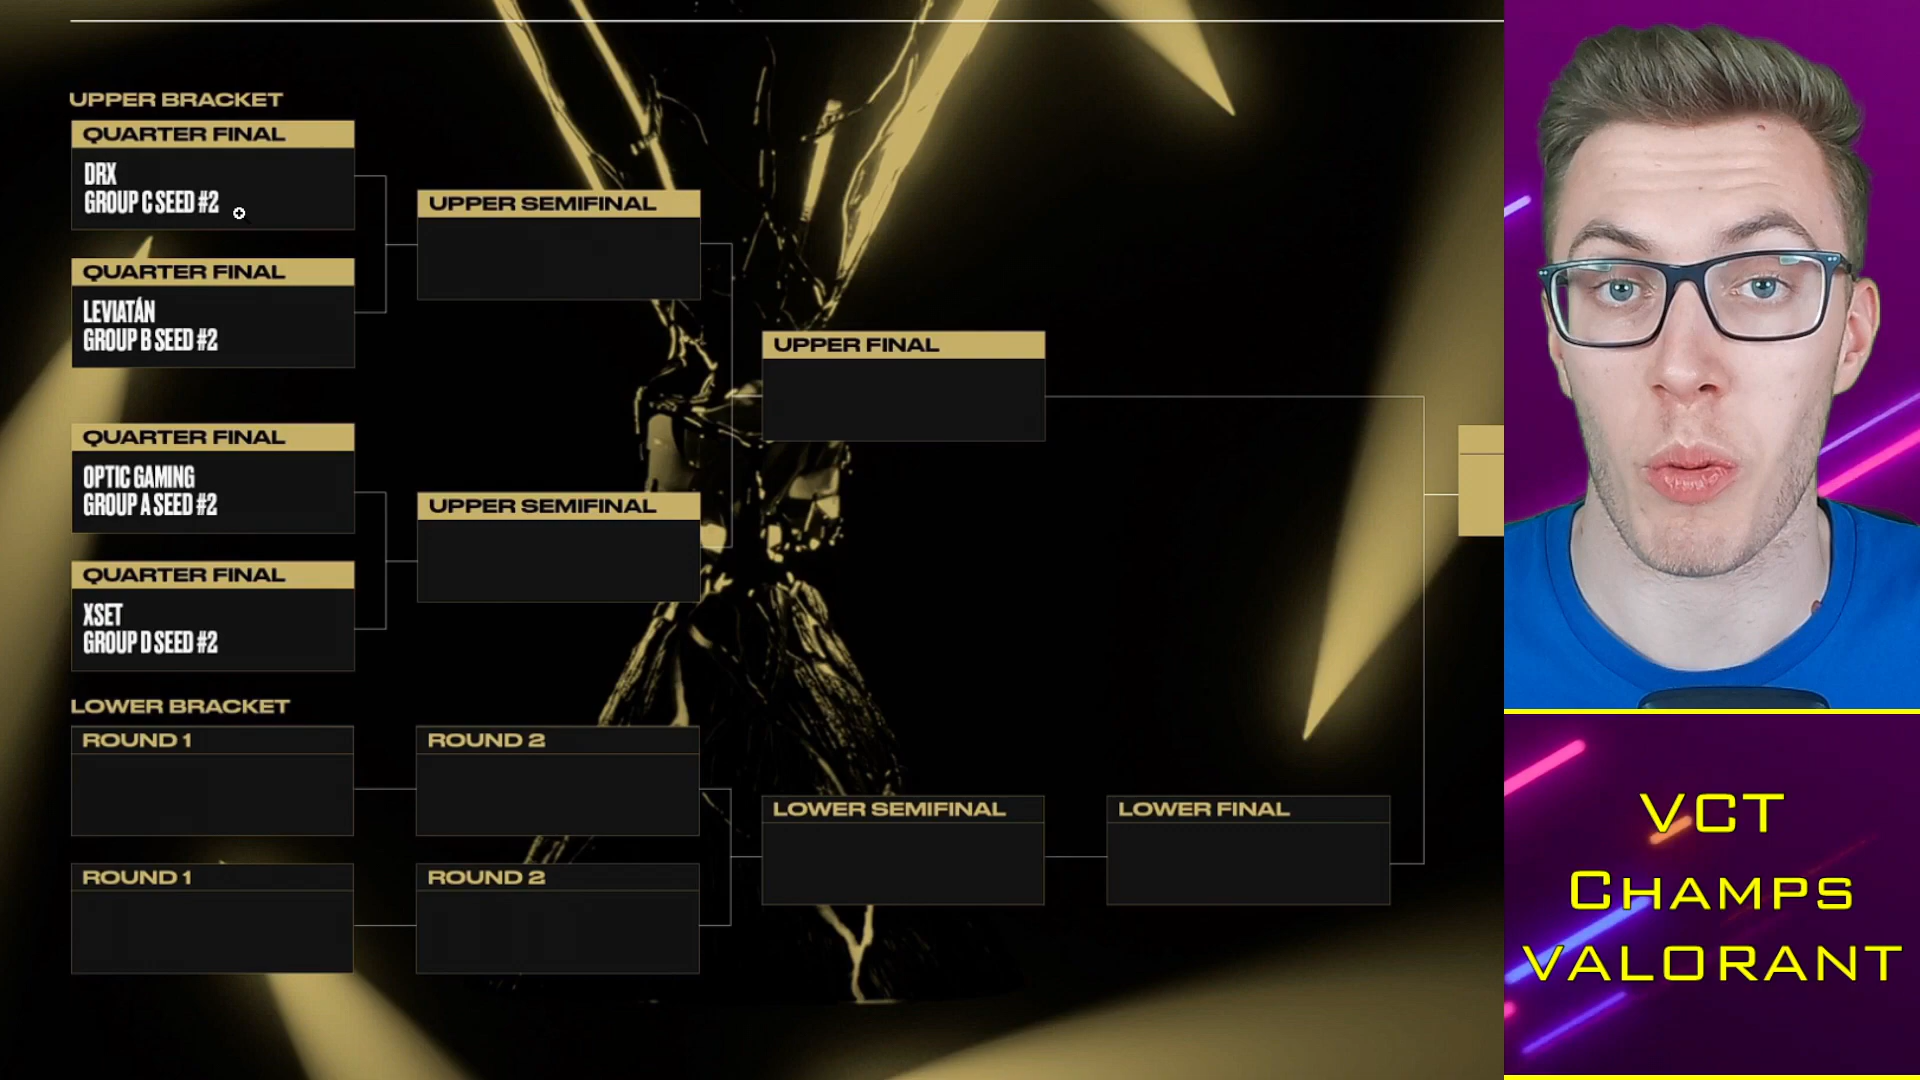 UPPER BRACKET
QUARTER FINAL
DRX
GROUP C SEED #2
QUARTER FINAL
LEVIATÁN
GROUP B SEED #2
QUARTER FINAL
OPTIC GAMING
GROUP A SEED #2
QUARTER FINAL
XSET
GROUP D SEED #2
UPPER SEMIFINAL
UPPER SEMIFINAL
UPPER FINAL
LOWER BRACKET
ROUND 1
ROUND 1
ROUND 2
ROUND 2
LOWER SEMIFINAL
LOWER FINAL
VCT
CHAMPS
VALORANT